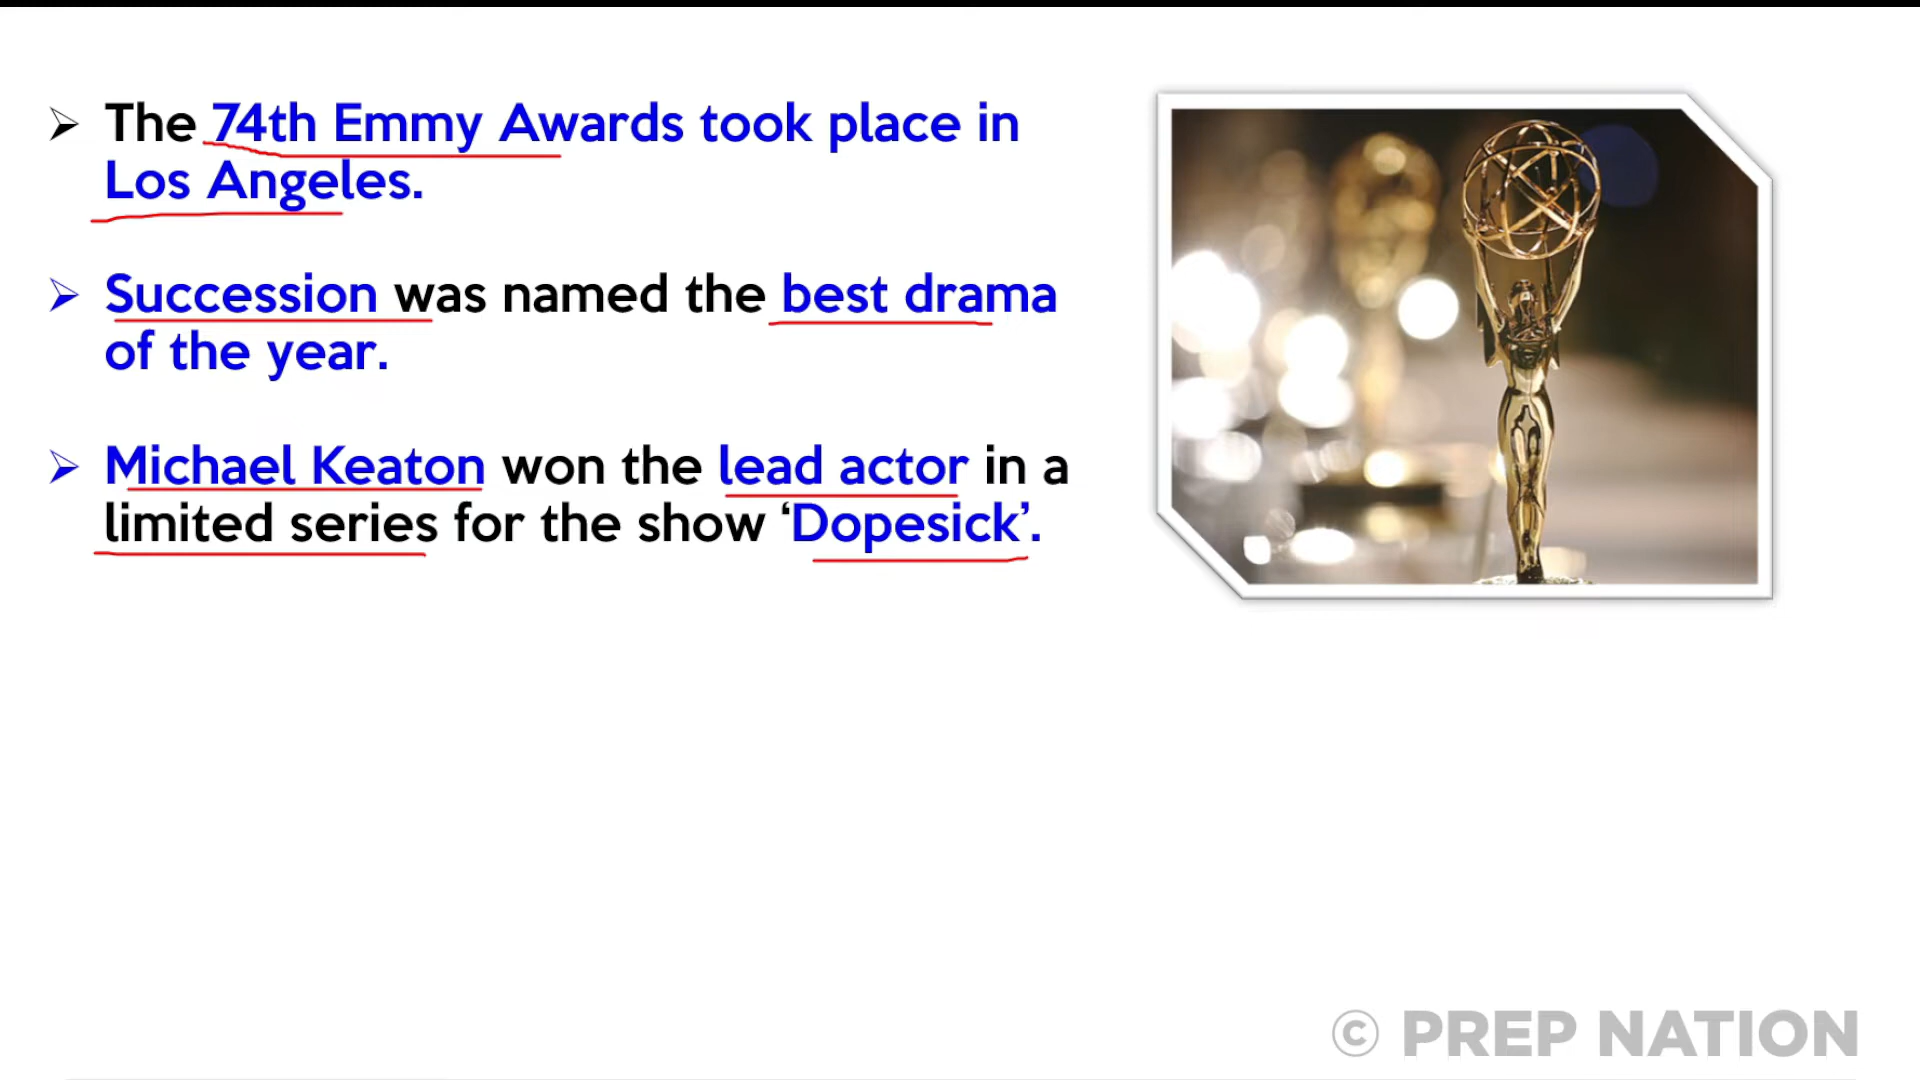 The 74th Emmy Awards took place in
Los Angeles.
Succession was named the best drama
of the year.
Michael Keaton won the lead actor in a
limited series for the show ‘Dopesick’.
© PREP NATION